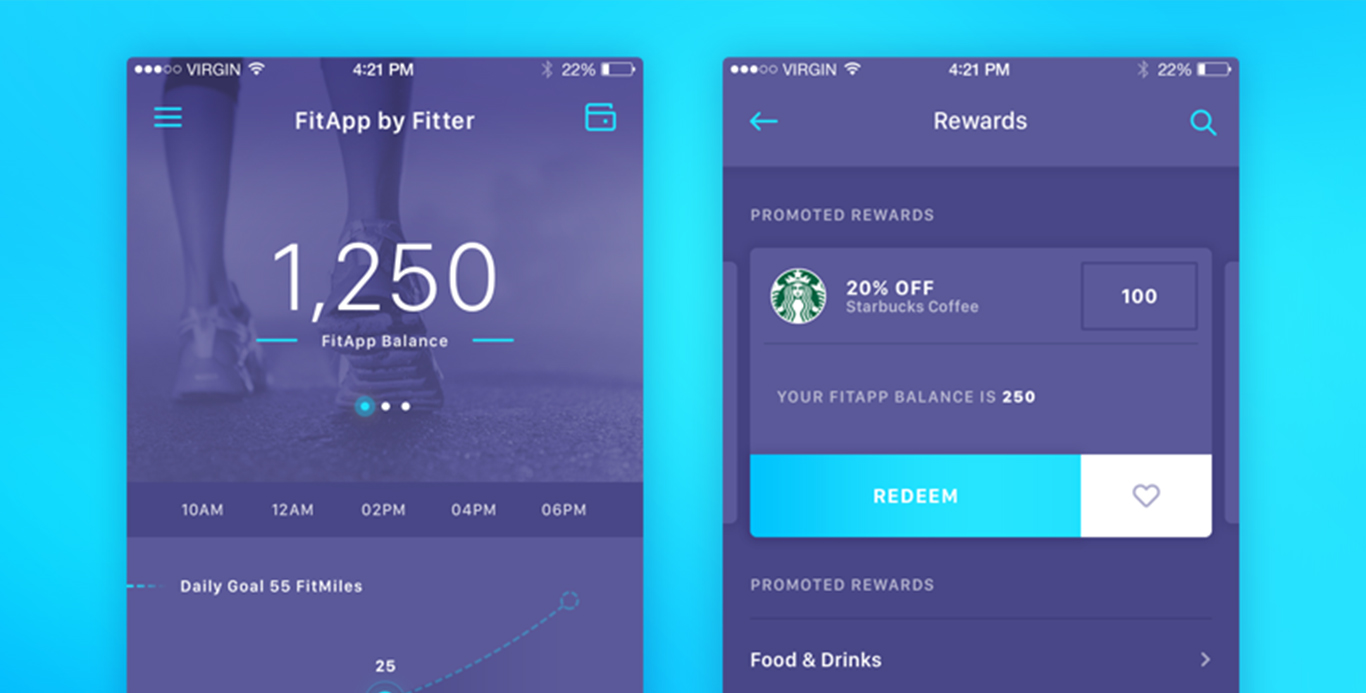 VIRGIN 4:21 PM 22%
FitApp by Fitter
1,250
FitApp Balance
10AM 12AM 02PM 04PM 06PM
Daily Goal 55 FitMiles
25
VIRGIN 4:21 PM 22%
Rewards
PROMOTED REWARDS
20% OFF
Starbucks Coffee
100
YOUR FITAPP BALANCE IS 250
REDEEM
PROMOTED REWARDS
Food & Drinks